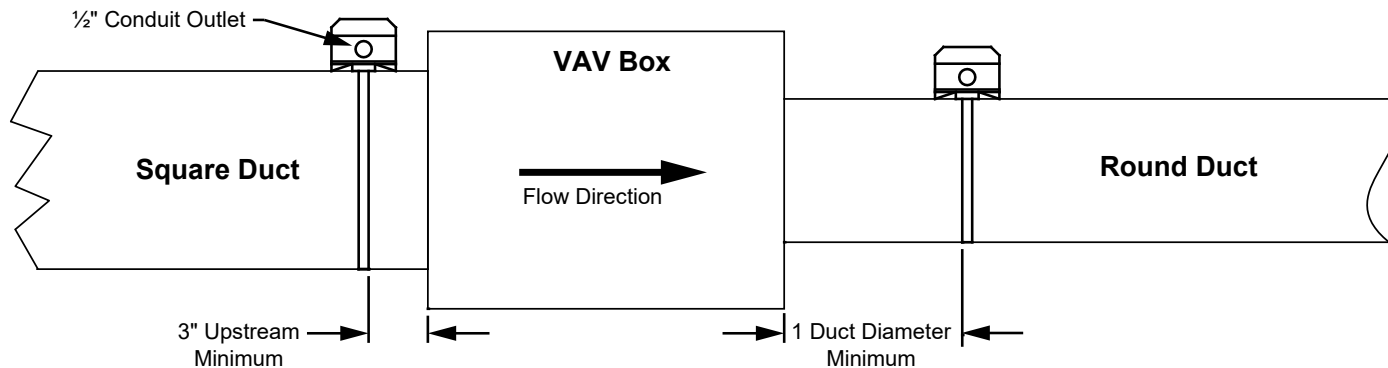 ½" Conduit Outlet
VAV Box
Square Duct
Flow Direction
Round Duct
3" Upstream
Minimum
1 Duct Diameter
Minimum